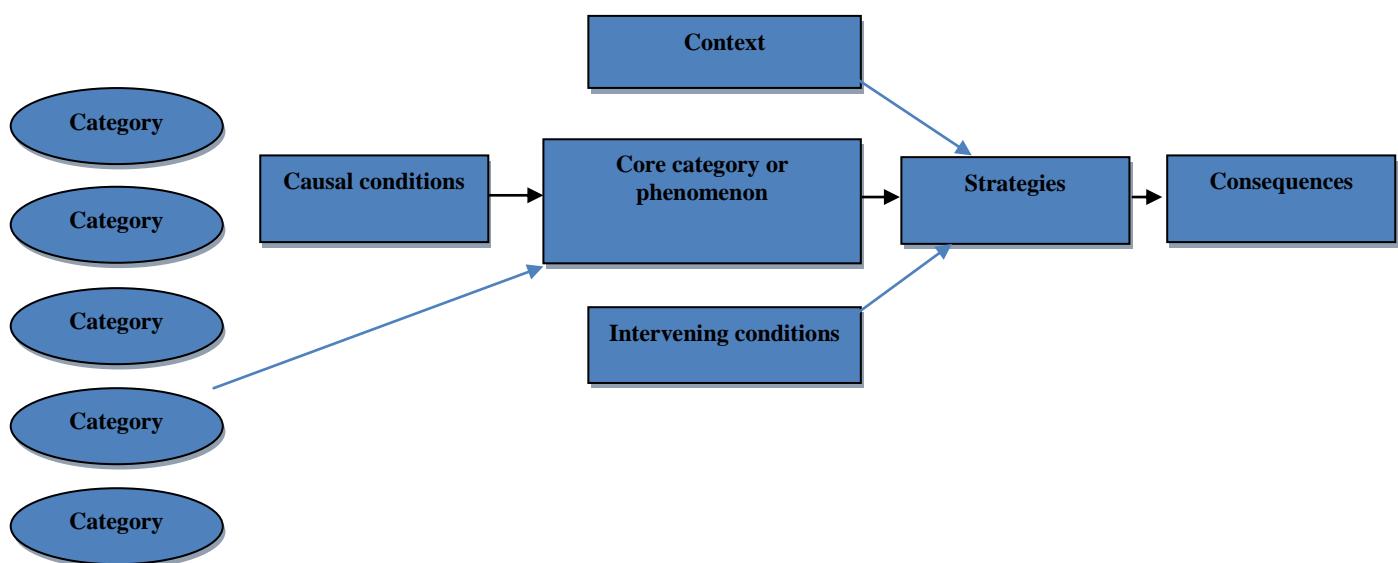 Context
Category
Causal conditions
Core category or
phenomenon
Strategies
Consequences
Category
Category
Intervening conditions
Category
Category